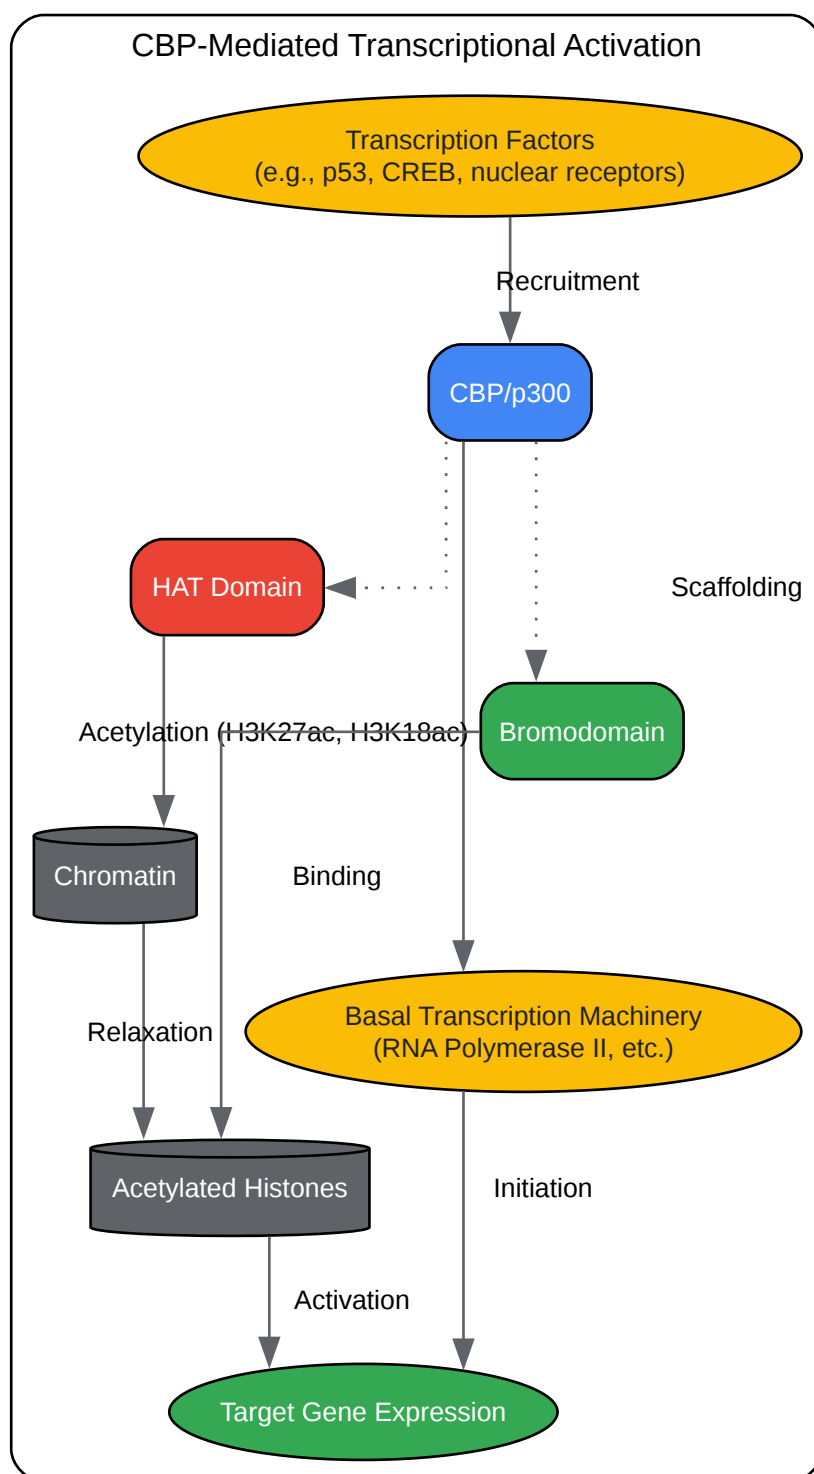 CBP-Mediated Transcriptional Activation
Transcription Factors
(e.g., p53, CREB, nuclear receptors)
Recruitment
CBP/p300
HAT Domain
Scaffolding
Acetylation (H3K27ac, H3K18ac)
Bromodomain
Chromatin
Binding
Basal Transcription Machinery
(RNA Polymerase II, etc.)
Relaxation
Acetylated Histones
Initiation
Activation
Target Gene Expression